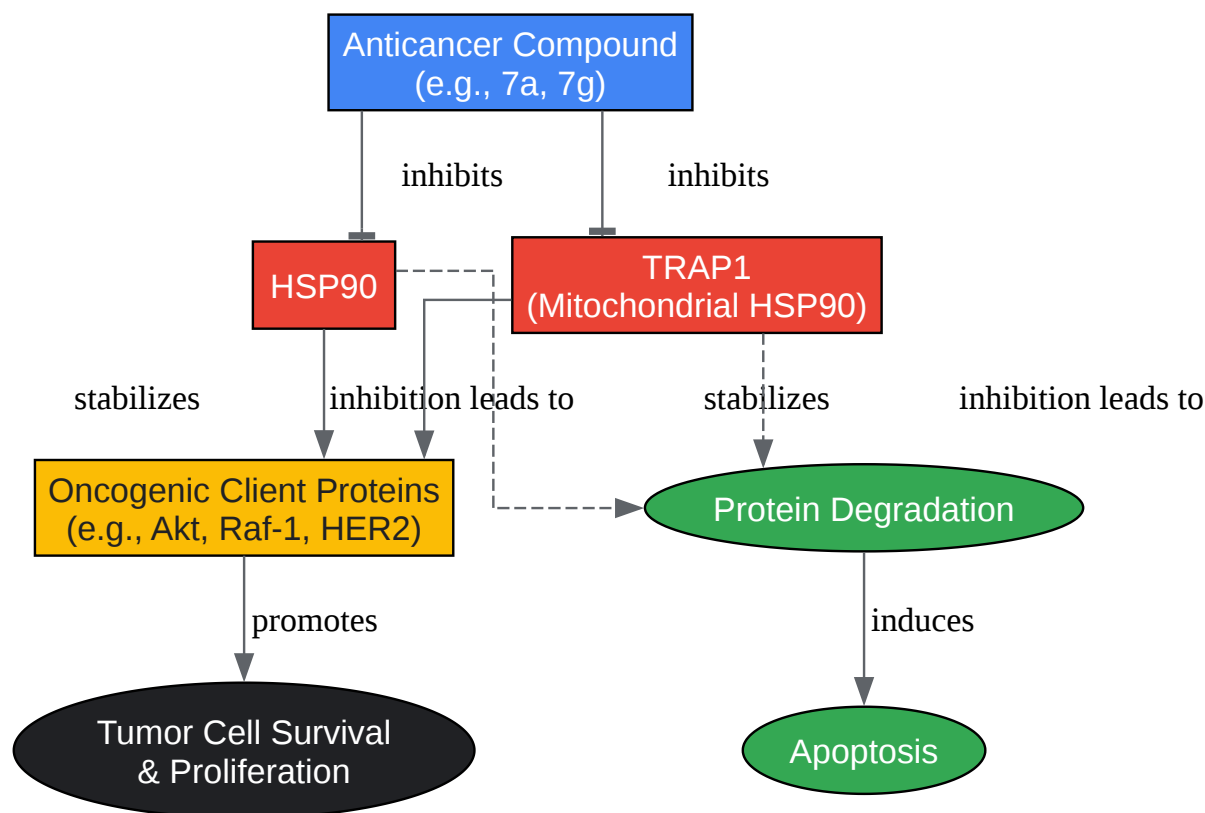 Anticancer Compound
(e.g., 7a, 7g)
inhibits
inhibits
HSP90
TRAP1
(Mitochondrial HSP90)
stabilizes
inhibition leads to
stabilizes
inhibition leads to
Oncogenic Client Proteins
(e.g., Akt, Raf-1, HER2)
Protein Degradation
promotes
induces
Tumor Cell Survival
& Proliferation
Apoptosis